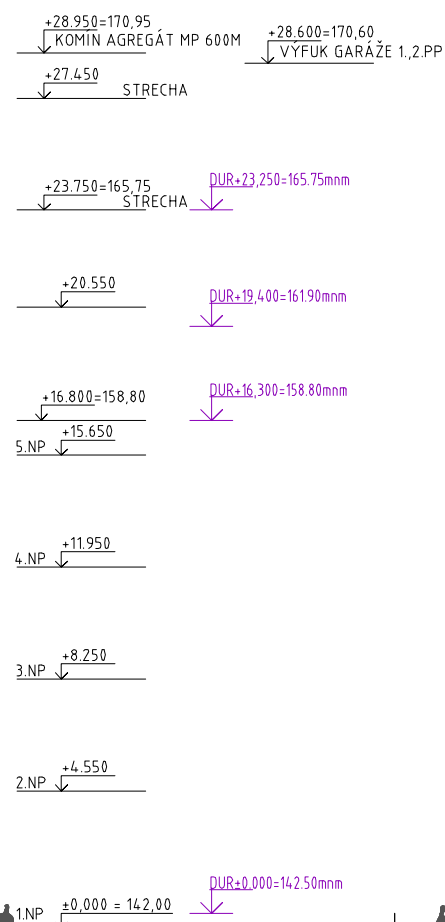 +28.950=170,95
KOMÍN AGREGÁT MP 600M
+28.600=170,60
VÝFUK GARÁŽE 1.,2.PP
+27.450
STRECHA
+23.750=165,75
STRECHA
DUR+23,250=165.75mnm
+20.550
DUR+19,400=161.90mnm
+16.800=158,80
DUR+16,300=158.80mnm
+15.650
5.NP
+11.950
4.NP
+8.250
3.NP
+4.550
2.NP
DUR±0,000=142.50mnm
±0,000 = 142,00
1.NP